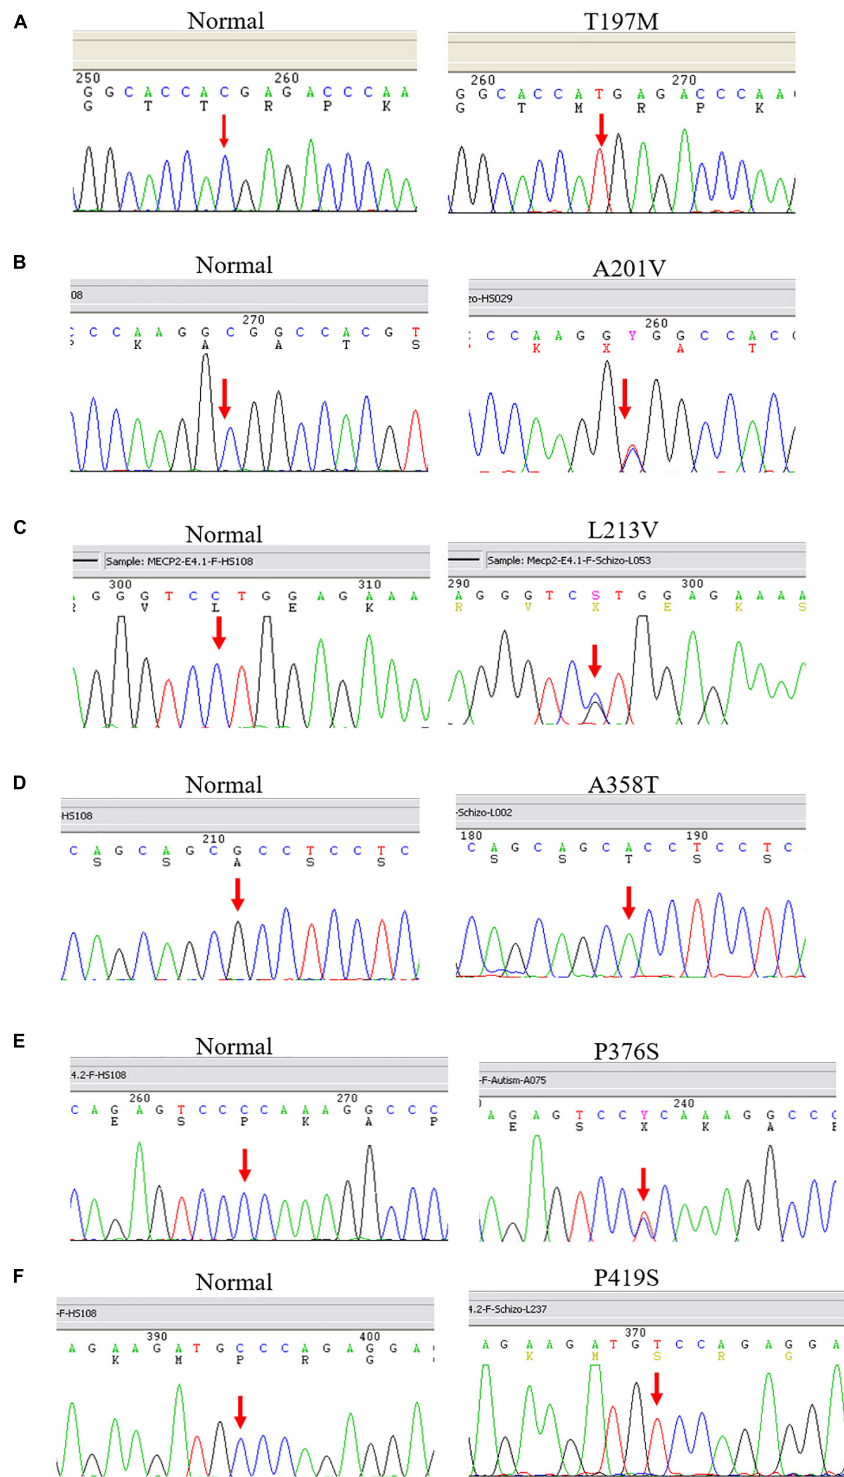 A Normal T197M
250 260
G G C A C C A C G A G A C C C A A
G T T R P K
260 270
G G C A C C A T G A G A C C C A A
G T M R P K
B Normal A201V
08
270
C C C A A G G C G G C C A C G T
P K A A T S
zo-HS029
260
C C C A A G G Y G G C C A C
K X A T
C Normal L213V
Sample: MECP2-E4.1-F-HS108
300 310
G G G T C C T G G A G A A A
V L E K
Sample: Mecp2-E4.1-F-Schizo-L053
290 300
A G G G T C S T G G A G A A A S
R V X E K S
D Normal A358T
-HS108
210
C A G C A G C G C C T C C T C
S S A S S
-Schizo-L002
180 190
C A G C A G C A C C T C C T C
S S T S S
E Normal P376S
4.2-F-HS108
260 270
C A G A G T C C C C A A A G G C C C
E S P K A P
-F-Autism-A075
240
A G A G T C C Y C A A A G G C C C
E S X K A
F Normal P419S
-F-HS108
390 400
A G A A G A T G C C C A G A G G A
K M P R G
4.2-F-Schizo-L237
370
A G A A G A T G T C C A G A G G A
K M S R G